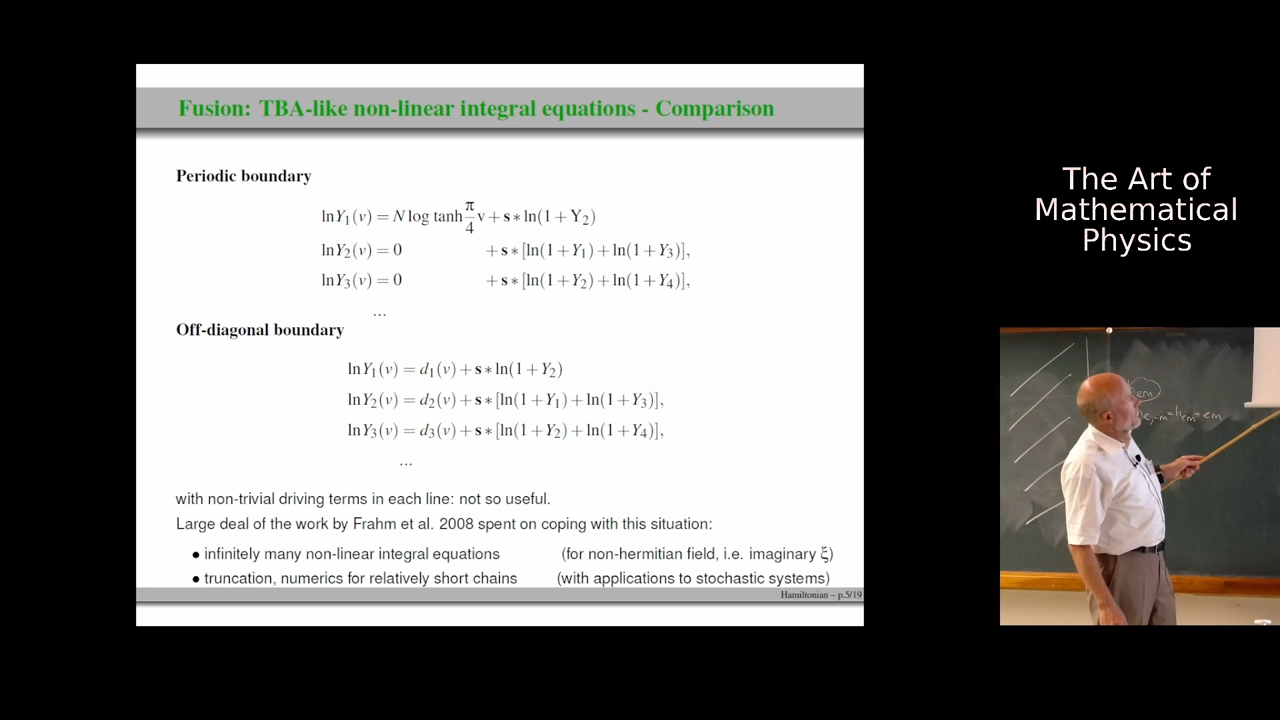 Fusion: TBA-like non-linear integral equations - Comparison
Periodic boundary
ln Y₁(v) = N log tanh π/4 v + s * ln(1 + Y₂)
ln Y₂(v) = 0 + s * [ln(1 + Y₁) + ln(1 + Y₃)],
ln Y₃(v) = 0 + s * [ln(1 + Y₂) + ln(1 + Y₄)],
...
Off-diagonal boundary
ln Y₁(v) = d₁(v) + s * ln(1 + Y₂)
ln Y₂(v) = d₂(v) + s * [ln(1 + Y₁) + ln(1 + Y₃)],
ln Y₃(v) = d₃(v) + s * [ln(1 + Y₂) + ln(1 + Y₄)],
...
with non-trivial driving terms in each line: not so useful.
Large deal of the work by Frahm et al. 2008 spent on coping with this situation:
● infinitely many non-linear integral equations (for non-hermitian field, i.e. imaginary ξ)
● truncation, numerics for relatively short chains (with applications to stochastic systems)
Hamiltonian – p.5/19
The Art of
Mathematical
Physics